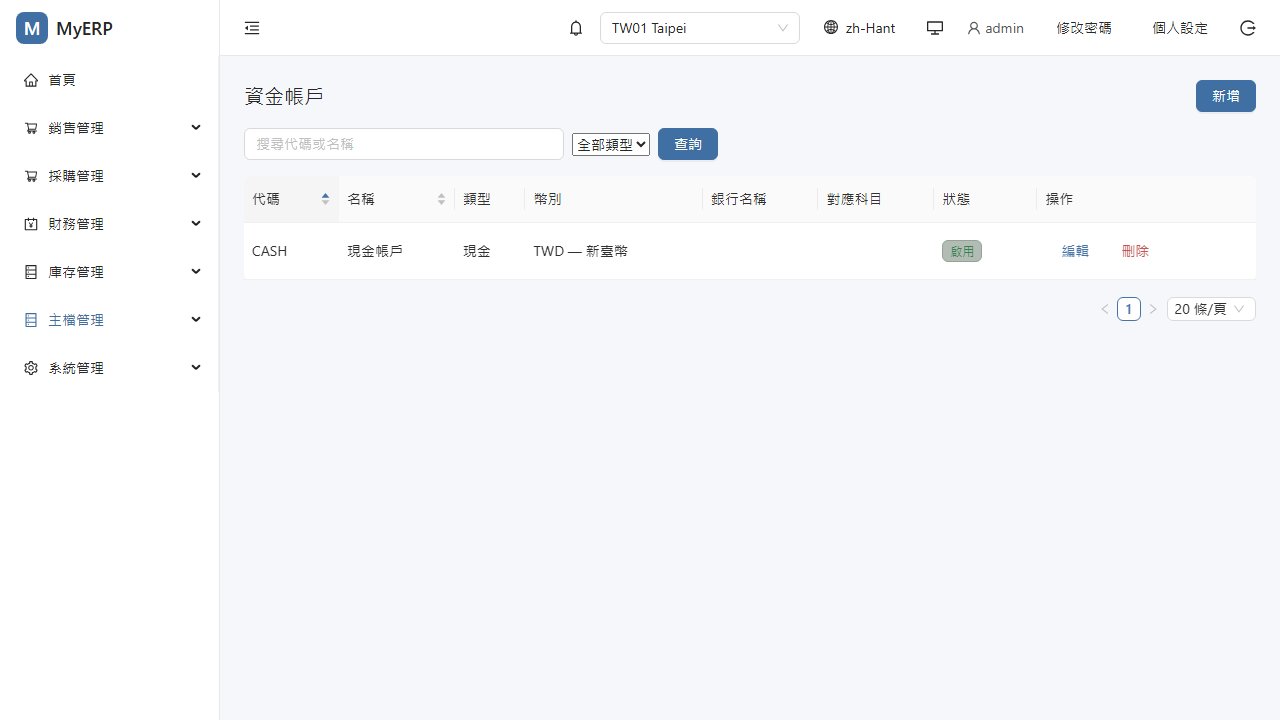 M MyERP
TW01 Taipei
zh-Hant
admin
修改密碼
個人設定
首頁
銷售管理
採購管理
財務管理
庫存管理
主檔管理
系統管理
資金帳戶
新增
搜尋代碼或名稱
全部類型
查詢
代碼 名稱 類型 幣別 銀行名稱 對應科目 狀態 操作
CASH 現金帳戶 現金 TWD — 新臺幣 啟用 編輯 刪除
1 20 條/頁